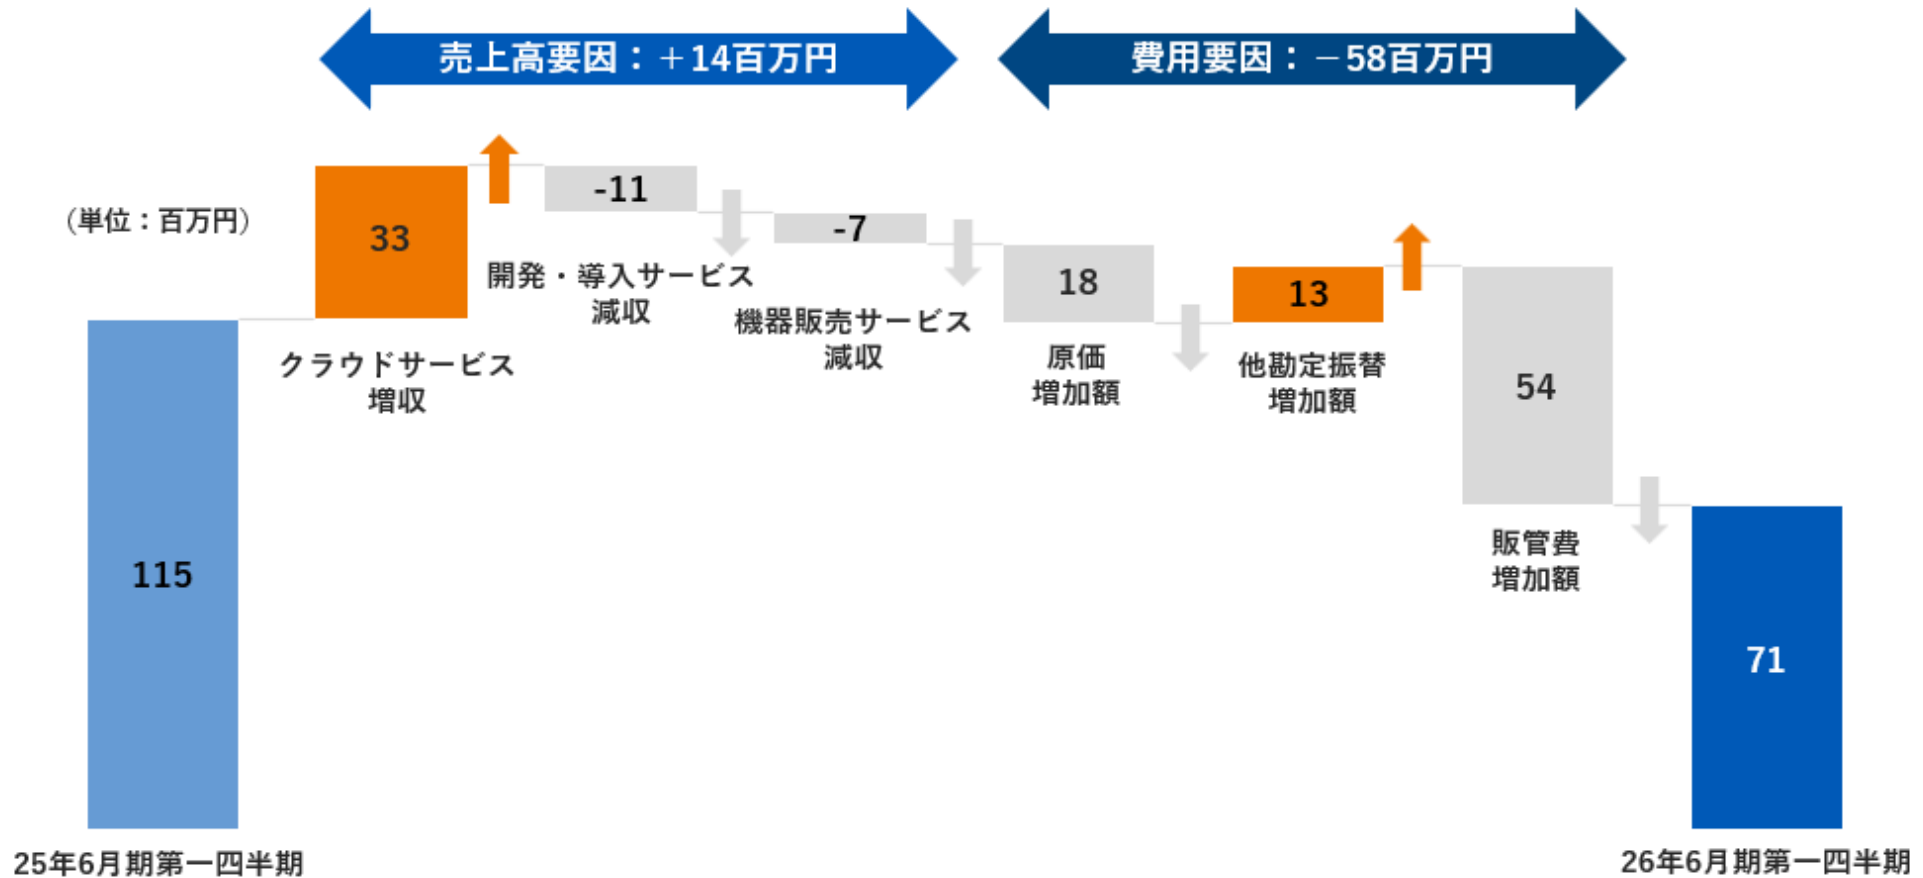 売上高要因：＋14百万円
費用要因：－58百万円
（単位：百万円）
33
-11
-7
18
13
54
115
71
クラウドサービス
増収
開発・導入サービス
減収
機器販売サービス
減収
原価
増加額
他勘定振替
増加額
販管費
増加額
25年6月期第一四半期
26年6月期第一四半期